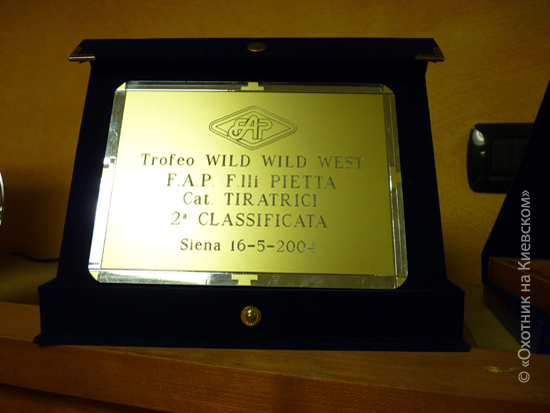 FAP
Trofeo WILD WILD WEST
F.A.P. F.lli PIETTA
Cat. TIRATRICI
2ª CLASSIFICATA
Siena 16-5-2004
© «Охотник на Киевском»